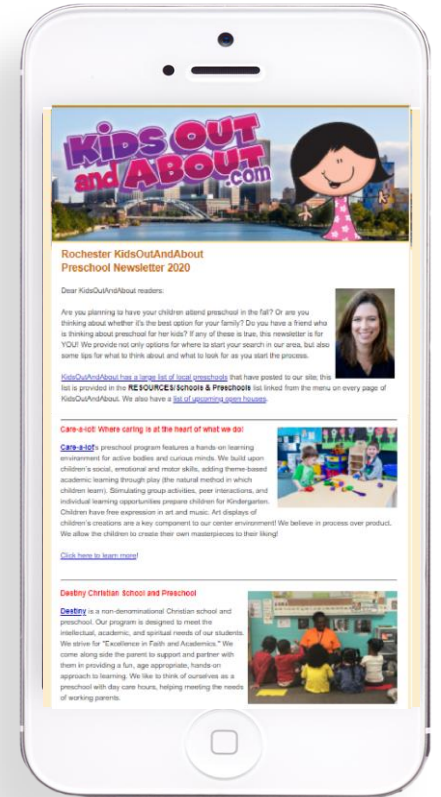 KiDS OUT
and ABOUT
.com
Rochester KidsOutAndAbout
Preschool Newsletter 2020
Dear KidsOutAndAbout readers:
Are you planning to have your children attend preschool in the fall? Or are you
thinking about whether it's the best option for your family? Do you have a friend who
is thinking about preschool for her kids? If any of these is true, this newsletter is for
YOU! We provide not only options for where to start your search in our area, but also
some tips for what to think about and what to look for as you start the process.
KidsOutAndAbout has a large list of local preschools that have posted to our site; this
list is provided in the RESOURCES/Schools & Preschools list linked from the menu on every page of
KidsOutAndAbout. We also have a list of upcoming open houses.
Care-a-lot: Where caring is at the heart of what we do!
Care-a-lot's preschool program features a hands-on learning
environment for active bodies and curious minds. We build upon
children's social, emotional and motor skills, adding theme-based
academic learning through play (the natural method in which
children learn). Stimulating group activities, peer interactions, and
individual learning opportunities prepare children for Kindergarten.
Children have free expression in art and music. Art displays of
children's creations are a key component to our center environment! We believe in process over product.
We allow the children to create their own masterpieces to their liking!
Click here to learn more!
Destiny Christian School and Preschool
Destiny is a non-denominational Christian school and
preschool. Our program is designed to meet the
intellectual, academic, and spiritual needs of our students.
We strive for "Excellence in Faith and Academics." We
come along side the parent to support and partner with
them in providing a fun, age appropriate, hands on
approach to learning. We like to think of ourselves as a
preschool with day care hours, helping meeting the needs
of working parents.